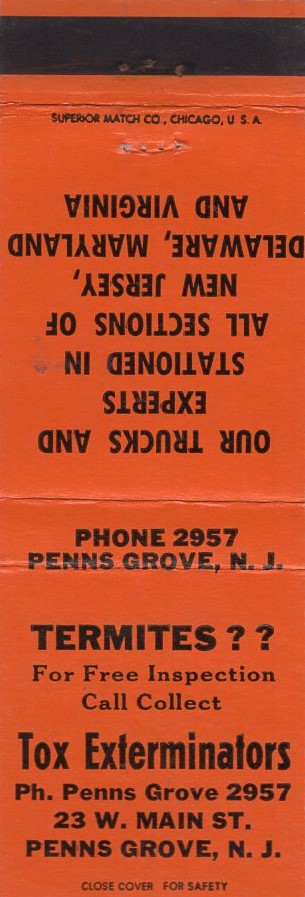 SUPERIOR MATCH CO., CHICAGO, U. S. A.
OUR TRUCKS AND
EXPERTS
STATIONED IN
ALL SECTIONS OF
NEW JERSEY,
DELAWARE, MARYLAND
AND VIRGINIA
PHONE 2957
PENNS GROVE, N. J.
TERMITES ? ?
For Free Inspection
Call Collect
Tox Exterminators
Ph. Penns Grove 2957
23 W. MAIN ST.
PENNS GROVE, N. J.
CLOSE COVER FOR SAFETY